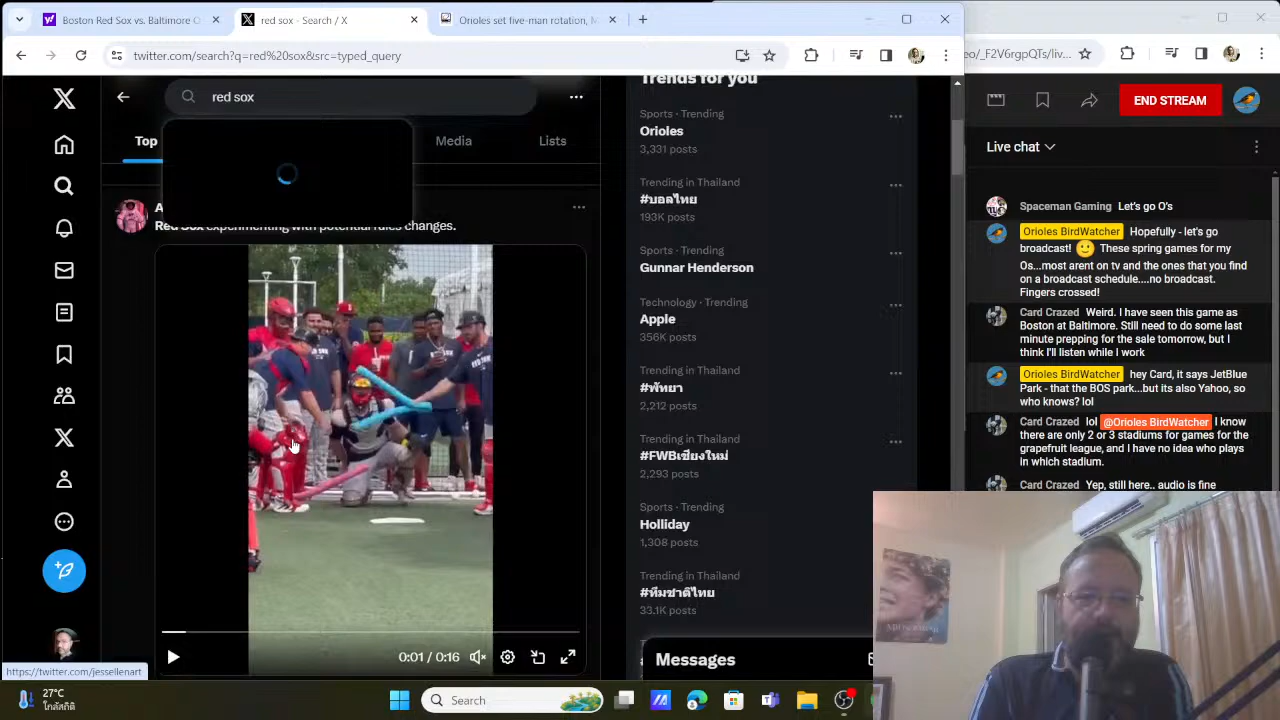 Boston Red Sox vs. Baltimore O
red sox - Search / X
Orioles set five-man rotation, M
twitter.com/search?q=red%20sox&src=typed_query
eo/_F2V6rgpQTs/liv...
red sox
Top
Media
Lists
A
Red Sox experimenting with potential rules changes.
0:01 / 0:16
https://twitter.com/jessellenart
Trends for you
Sports · Trending
Orioles
3,331 posts
Trending in Thailand
#บอลไทย
193K posts
Sports · Trending
Gunnar Henderson
Technology · Trending
Apple
356K posts
Trending in Thailand
#พัทยา
2,212 posts
Trending in Thailand
#FWBเชียงใหม่
2,293 posts
Sports · Trending
Holliday
1,308 posts
Trending in Thailand
#ทีมชาติไทย
33.1K posts
Messages
END STREAM
Live chat
Spaceman Gaming Let's go O's
Orioles BirdWatcher Hopefully - let's go
broadcast! 🙂 These spring games for my
Os...most arent on tv and the ones that you find
on a broadcast schedule....no broadcast.
Fingers crossed!
Card Crazed Weird. I have seen this game as
Boston at Baltimore. Still need to do some last
minute prepping for the sale tomorrow, but I
think I'll listen while I work
Orioles BirdWatcher hey Card, it says JetBlue
Park - that the BOS park...but its also Yahoo, so
who knows? lol
Card Crazed lol @Orioles BirdWatcher I know
there are only 2 or 3 stadiums for games for the
grapefruit league, and I have no idea who plays
in which stadium.
Card Crazed Yep, still here.. audio is fine
27°C
ใกล้สถิติ
Search